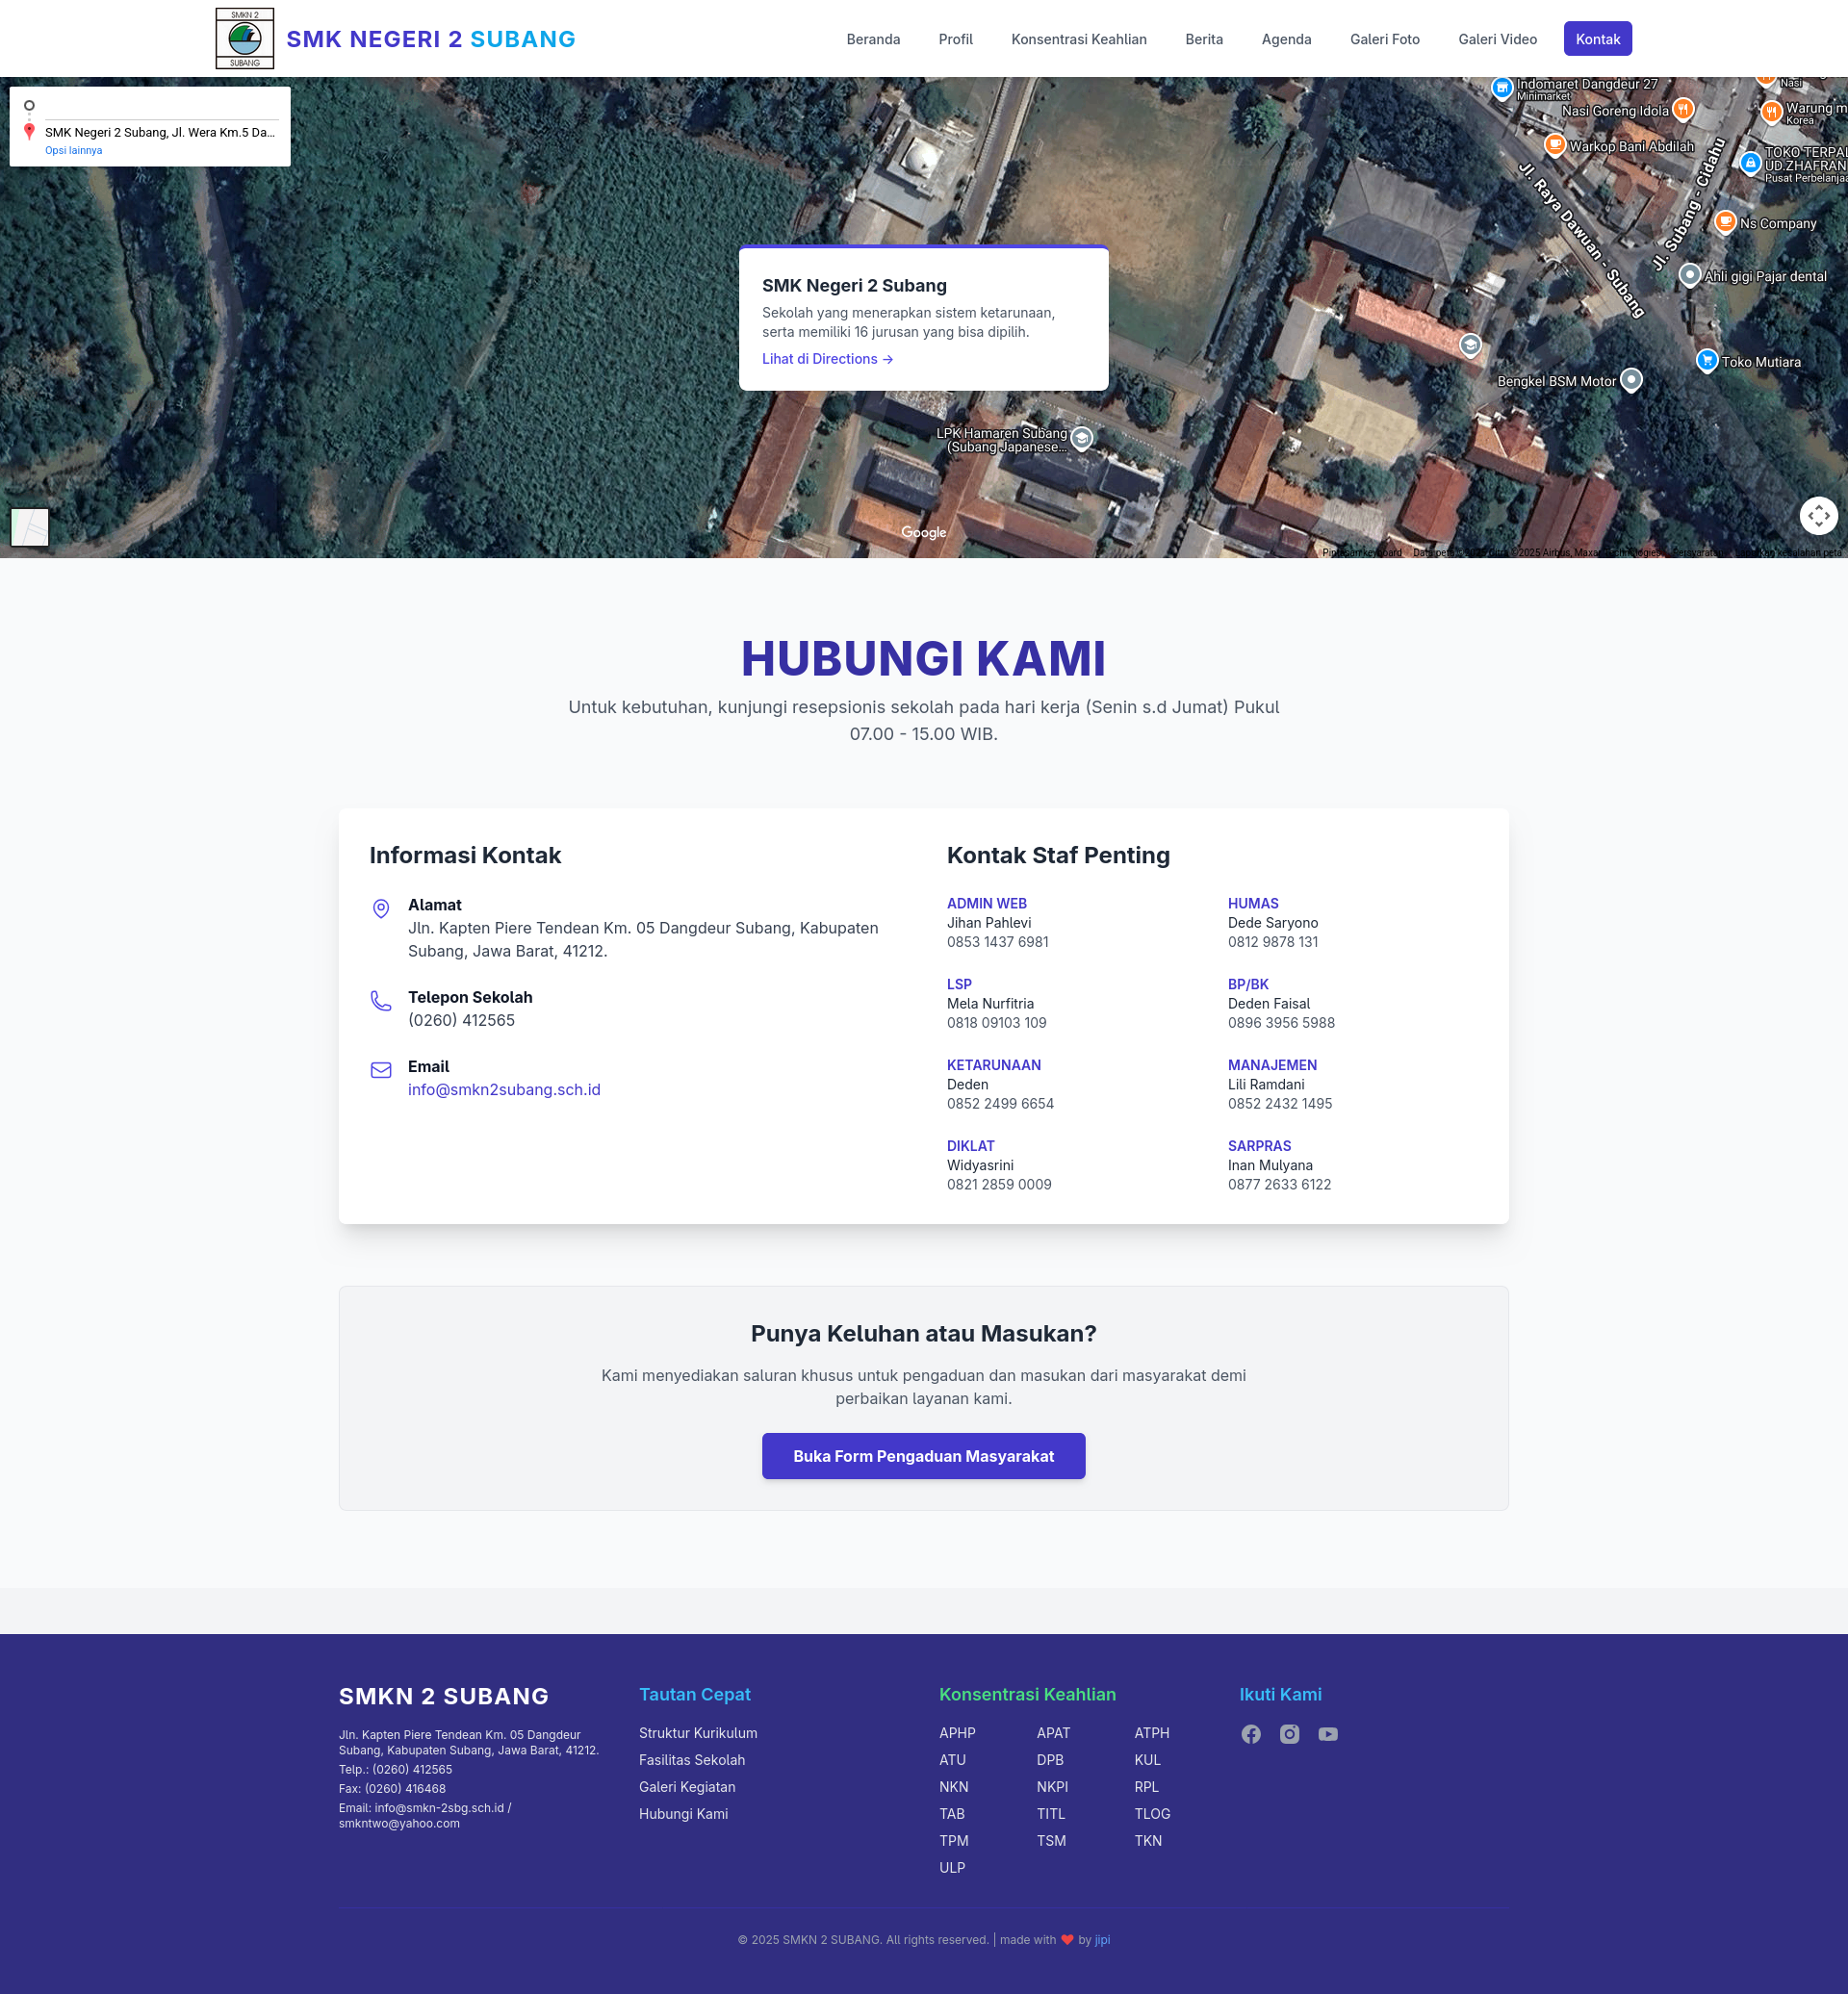 SMKN 2
SUBANG
SMK NEGERI 2 SUBANG
Beranda
Profil
Konsentrasi Keahlian
Berita
Agenda
Galeri Foto
Galeri Video
Kontak
SMK Negeri 2 Subang, Jl. Wera Km.5 Da...
Opsi lainnya
Indomaret Dangdeur 27
Minimarket
Nasi
Nasi Goreng Idola
Warung m
Korea
Warkop Bani Abdilah
TOKO TERPAL
UD.ZHAFRAN
Pusat Perbelanjaa
Jl. Raya Dawuan - Subang
Jl. Subang - Cidahu
Ns Company
Ahli gigi Pajar dental
Toko Mutiara
Bengkel BSM Motor
LPK Hamaren Subang
(Subang Japanese...
SMK Negeri 2 Subang
Sekolah yang menerapkan sistem ketarunaan,
serta memiliki 16 jurusan yang bisa dipilih.
Lihat di Directions →
Google
HUBUNGI KAMI
Untuk kebutuhan, kunjungi resepsionis sekolah pada hari kerja (Senin s.d Jumat) Pukul
07.00 - 15.00 WIB.
Informasi Kontak
Alamat
Jln. Kapten Piere Tendean Km. 05 Dangdeur Subang, Kabupaten
Subang, Jawa Barat, 41212.
Telepon Sekolah
(0260) 412565
Email
info@smkn2subang.sch.id
Kontak Staf Penting
ADMIN WEB
Jihan Pahlevi
0853 1437 6981
HUMAS
Dede Saryono
0812 9878 131
LSP
Mela Nurfitria
0818 09103 109
BP/BK
Deden Faisal
0896 3956 5988
KETARUNAAN
Deden
0852 2499 6654
MANAJEMEN
Lili Ramdani
0852 2432 1495
DIKLAT
Widyasrini
0821 2859 0009
SARPRAS
Inan Mulyana
0877 2633 6122
Punya Keluhan atau Masukan?
Kami menyediakan saluran khusus untuk pengaduan dan masukan dari masyarakat demi
perbaikan layanan kami.
Buka Form Pengaduan Masyarakat
SMKN 2 SUBANG
Jln. Kapten Piere Tendean Km. 05 Dangdeur
Subang, Kabupaten Subang, Jawa Barat, 41212.
Telp.: (0260) 412565
Fax: (0260) 416468
Email: info@smkn-2sbg.sch.id /
smkntwo@yahoo.com
Tautan Cepat
Struktur Kurikulum
Fasilitas Sekolah
Galeri Kegiatan
Hubungi Kami
Konsentrasi Keahlian
APHP APAT ATPH
ATU DPB KUL
NKN NKPI RPL
TAB TITL TLOG
TPM TSM TKN
ULP
Ikuti Kami
© 2025 SMKN 2 SUBANG. All rights reserved. | made with ❤ by jipi